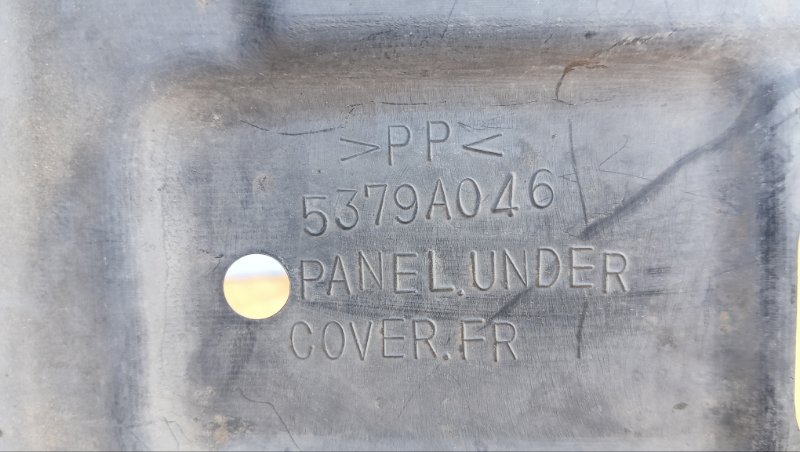 >PP<
5379A046
PANEL.UNDER
COVER.FR